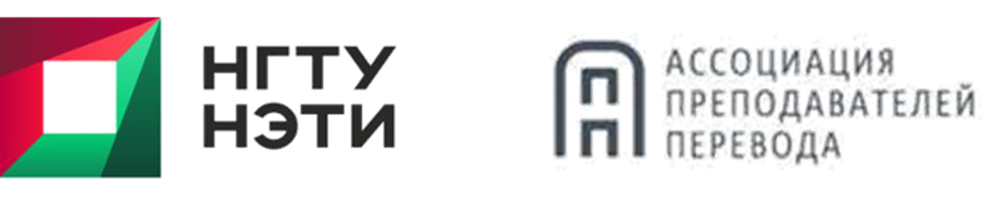 НГТУ
НЭТИ
АССОЦИАЦИЯ
ПРЕПОДАВАТЕЛЕЙ
ПЕРЕВОДА